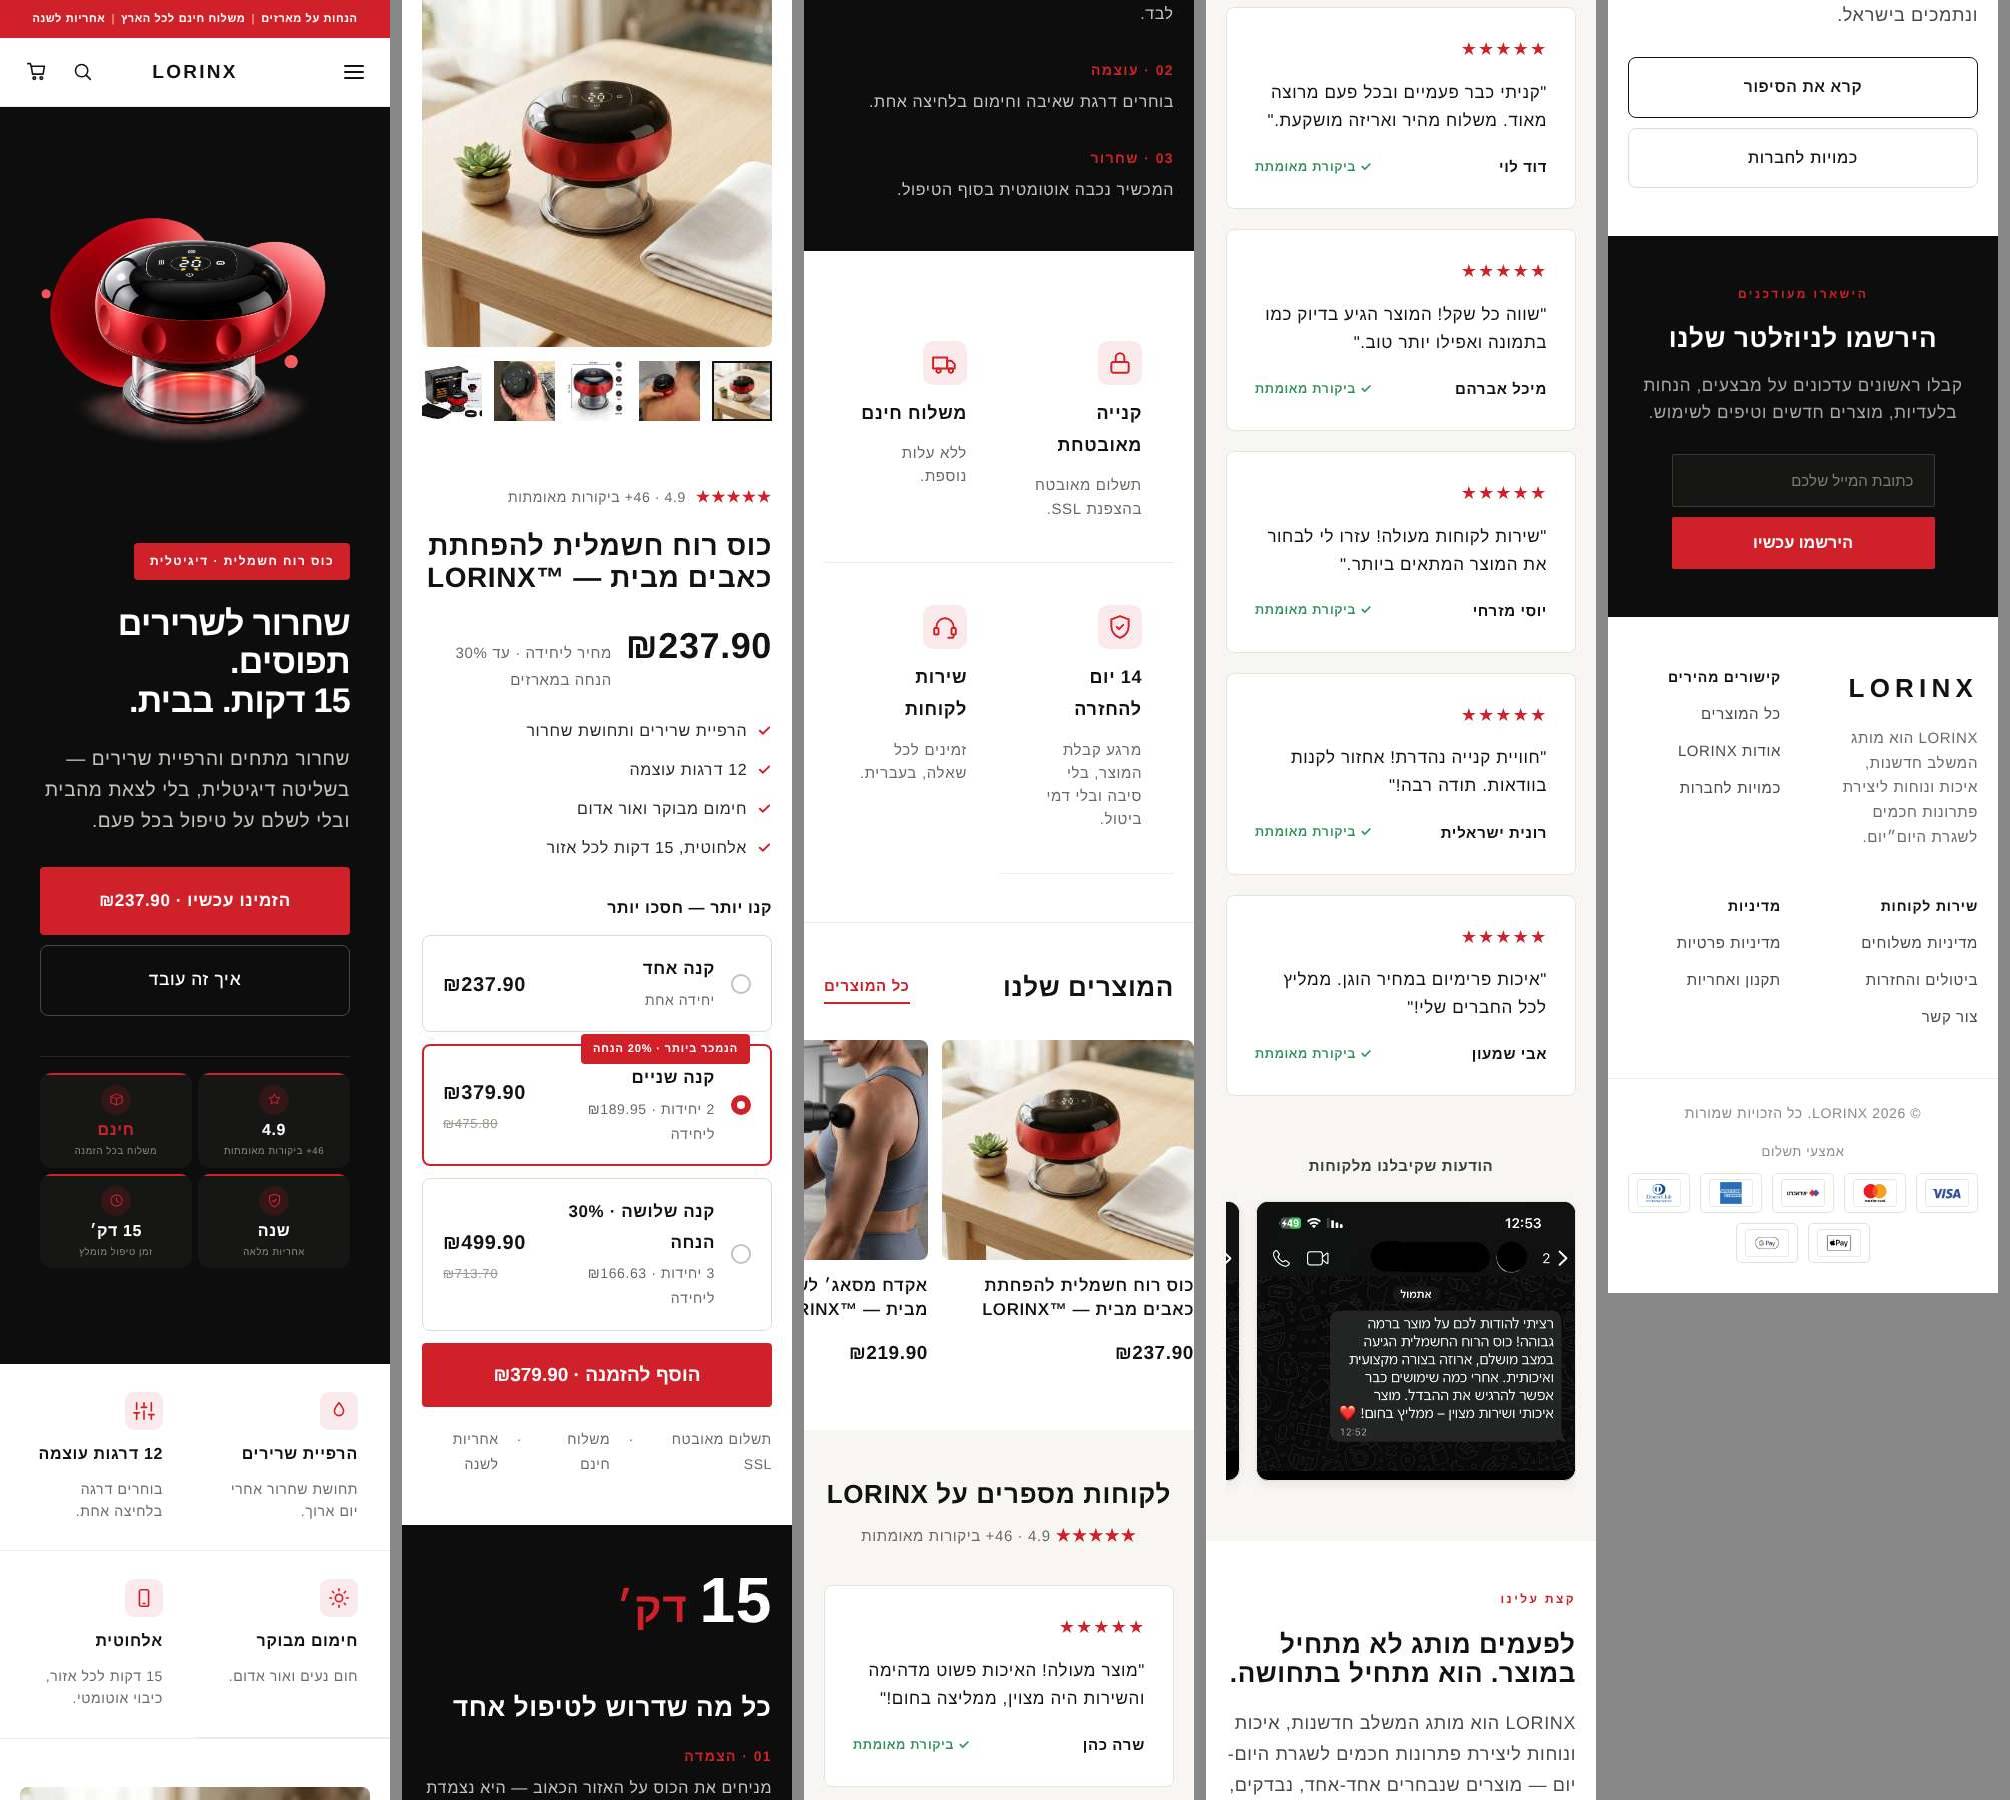 הנחות על מארזים | משלוח חינם לכל הארץ | אחריות לשנה
LORINX
20
כוס רוח חשמלית · דיגיטלית
שחרור לשרירים
תפוסים.
15 דקות. בבית.
שחרור מתחים והרפיית שרירים —
בשליטה דיגיטלית, בלי לצאת מהבית
ובלי לשלם על טיפול בכל פעם.
הזמינו עכשיו · ₪237.90
איך זה עובד
4.9
46+ ביקורות מאומתות
חינם
משלוח בכל הזמנה
שנה
אחריות מלאה
15 דק׳
זמן טיפול מומלץ
הרפיית שרירים
תחושת שחרור אחרי
יום ארוך.
12 דרגות עוצמה
בוחרים דרגה
בלחיצה אחת.
חימום מבוקר
חום נעים ואור אדום.
אלחוטית
15 דקות לכל אזור,
כיבוי אוטומטי.
★★★★★ 4.9 · 46+ ביקורות מאומתות
כוס רוח חשמלית להפחתת
כאבים מבית — LORINX™
₪237.90
מחיר ליחידה · עד 30%
הנחה במארזים
✓ הרפיית שרירים ותחושת שחרור
✓ 12 דרגות עוצמה
✓ חימום מבוקר ואור אדום
✓ אלחוטית, 15 דקות לכל אזור
קנו יותר — חסכו יותר
קנה אחד
יחידה אחת
₪237.90
הנמכר ביותר · 20% הנחה
קנה שניים
2 יחידות · ₪189.95
ליחידה
₪379.90
₪475.80
קנה שלושה · 30%
הנחה
3 יחידות · ₪166.63
ליחידה
₪499.90
₪713.70
הוסף להזמנה · ₪379.90
תשלום מאובטח
SSL
·
משלוח
חינם
·
אחריות
לשנה
15 דק׳
כל מה שדרוש לטיפול אחד
01 · הצמדה
מניחים את הכוס על האזור הכאוב — היא נצמדת
לבד.
02 · עוצמה
בוחרים דרגת שאיבה וחימום בלחיצה אחת.
03 · שחרור
המכשיר נכבה אוטומטית בסוף הטיפול.
קנייה
מאובטחת
תשלום מאובטח
בהצפנת SSL.
משלוח חינם
ללא עלות
נוספת.
14 יום
להחזרה
מרגע קבלת
המוצר, בלי
סיבה ובלי דמי
ביטול.
שירות
לקוחות
זמינים לכל
שאלה, בעברית.
המוצרים שלנו
כל המוצרים
כוס רוח חשמלית להפחתת
כאבים מבית — LORINX™
₪237.90
אקדח מסאג׳
מבית —
₪219.90
לקוחות מספרים על LORINX
★★★★★ 4.9 · 46+ ביקורות מאומתות
★★★★★
"מוצר מעולה! האיכות פשוט מדהימה
והשירות היה מצוין, ממליצה בחום!"
שרה כהן
✓ ביקורת מאומתת
★★★★★
"קניתי כבר פעמיים ובכל פעם מרוצה
מאוד. משלוח מהיר ואריזה מושקעת."
דוד לוי
✓ ביקורת מאומתת
★★★★★
"שווה כל שקל! המוצר הגיע בדיוק כמו
בתמונה ואפילו יותר טוב."
מיכל אברהם
✓ ביקורת מאומתת
★★★★★
"שירות לקוחות מעולה! עזרו לי לבחור
את המוצר המתאים ביותר."
יוסי מזרחי
✓ ביקורת מאומתת
★★★★★
"חוויית קנייה נהדרת! אחזור לקנות
בוודאות. תודה רבה!"
רונית ישראלית
✓ ביקורת מאומתת
★★★★★
"איכות פרימיום במחיר הוגן. ממליץ
לכל החברים שלי!"
אבי שמעון
✓ ביקורת מאומתת
הודעות שקיבלנו מלקוחות
12:53
49
2
אתמול
רציתי להודות לכם על מוצר ברמה
גבוהה! כוס הרוח החשמלית הגיעה
במצב מושלם, ארוזה בצורה מקצועית
ואיכותית. אחרי כמה שימושים כבר
אפשר להרגיש את ההבדל. מוצר
איכותי ושירות מצוין – ממליץ בחום! ❤️
12:52
קצת עלינו
לפעמים מותג לא מתחיל
במוצר. הוא מתחיל בתחושה.
LORINX הוא מותג המשלב חדשנות, איכות
ונוחות ליצירת פתרונות חכמים לשגרת היום-
יום — מוצרים שנבחרים אחד-אחד, נבדקים,
ונתמכים בישראל.
קרא את הסיפור
כמויות לחברות
הישארו מעודכנים
הירשמו לניוזלטר שלנו
קבלו ראשונים עדכונים על מבצעים, הנחות
בלעדיות, מוצרים חדשים וטיפים לשימוש.
כתובת המייל שלכם
הירשמו עכשיו
LORINX
LORINX הוא מותג
המשלב חדשנות,
איכות ונוחות ליצירת
פתרונות חכמים
לשגרת היום״יום.
קישורים מהירים
כל המוצרים
אודות LORINX
כמויות לחברות
שירות לקוחות
מדיניות משלוחים
ביטולים והחזרות
צור קשר
מדיניות
מדיניות פרטיות
תקנון ואחריות
© 2026 LORINX. כל הזכויות שמורות
אמצעי תשלום
VISA
ישראכרט
G Pay
Pay